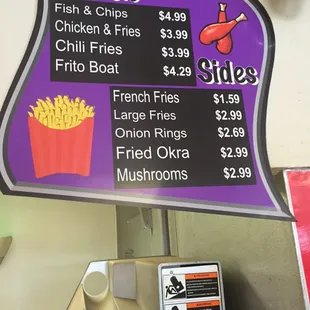 Fish & Chips $4.99
Chicken & Fries $3.99
Chili Fries $3.99
Frito Boat $4.29
Sides
French Fries $1.59
Large Fries $2.99
Onion Rings $2.69
Fried Okra $2.99
Mushrooms $2.99